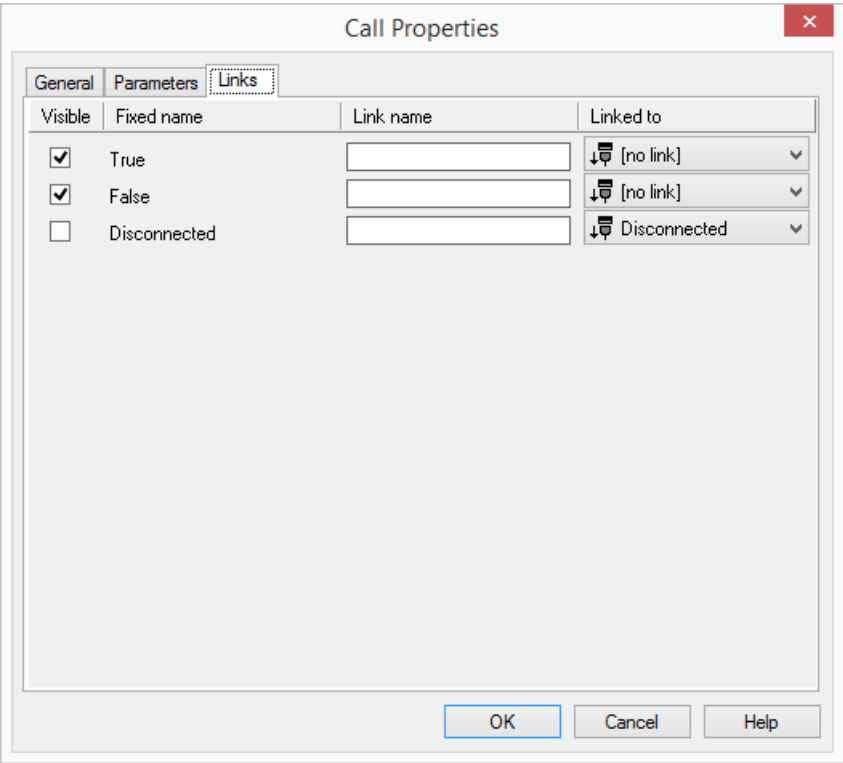 Call Properties
General Parameters Links
Visible Fixed name Link name Linked to
True [no link]
False [no link]
Disconnected Disconnected
OK Cancel Help